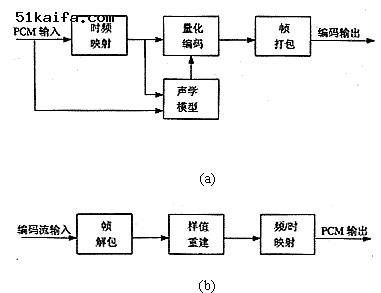 51kaifa.com
PCM 输入
时频
映射
量化
编码
帧
打包
编码输出
声学
模型
(a)
编码流输入
帧
解包
样值
重建
频/时
映射
PCM 输出
(b)